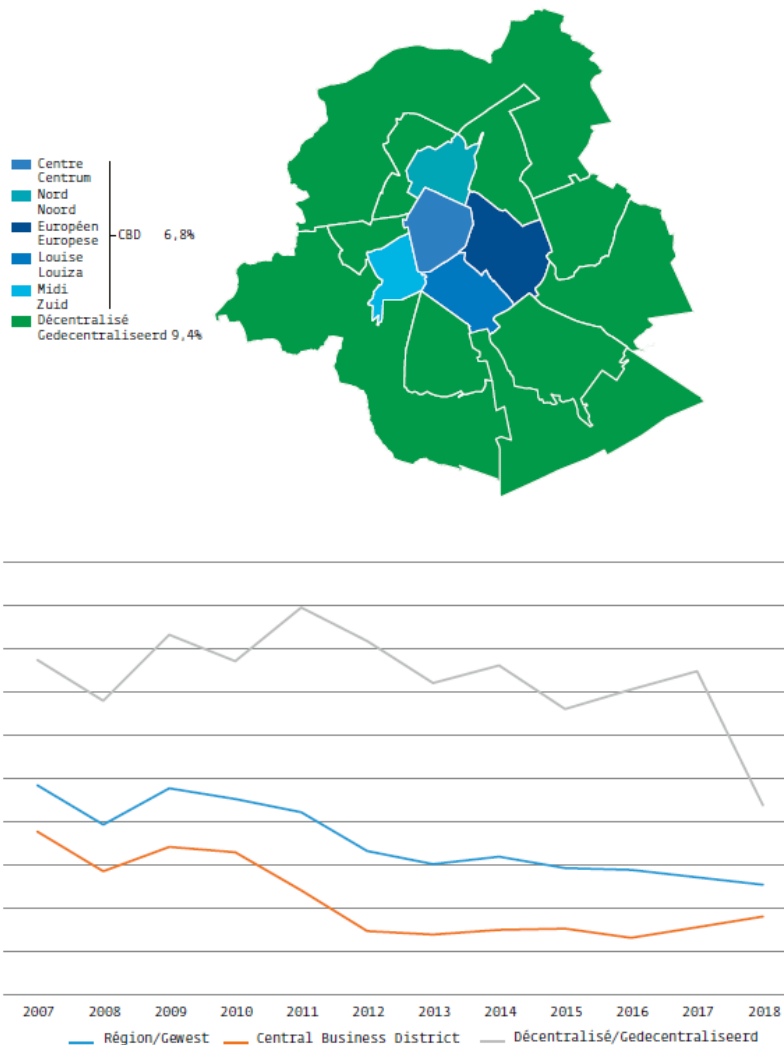 Centre
Centrum
Nord
Noord
Européen
Europese
CBD 6,8%
Louise
Louiza
Midi
Zuid
Décentralisé
Gedecentraliseerd 9,4%
2007 2008 2009 2010 2011 2012 2013 2014 2015 2016 2017 2018
Région/Gewest Central Business District Décentralisé/Gedecentraliseerd